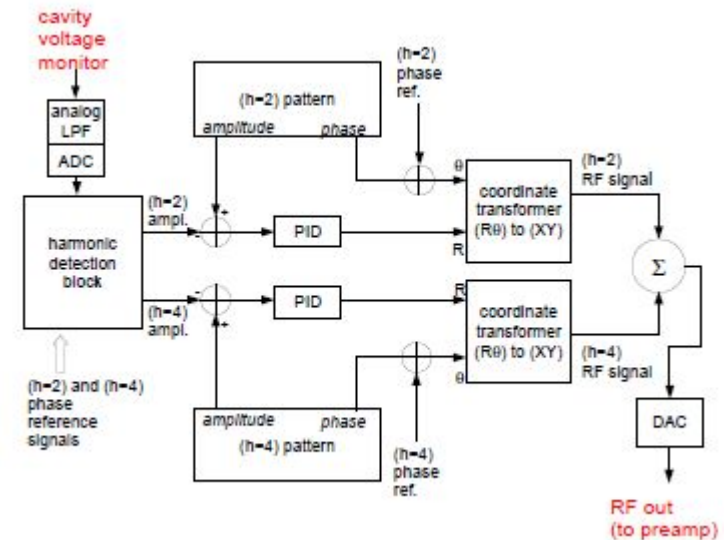 cavity
voltage
monitor
analog
LPF
ADC
harmonic
detection
block
(h=2) and (h=4)
phase
reference
signals
(h=2)
ampl.
(h=4)
ampl.
(h=2) pattern
amplitude
phase
(h=2)
phase
ref.
+
-
PID
θ
R
coordinate
transformer
(Rθ) to (XY)
(h=2)
RF signal
-
+
PID
R
θ
coordinate
transformer
(Rθ) to (XY)
(h=4)
RF signal
amplitude
phase
(h=4) pattern
(h=4)
phase
ref.
Σ
DAC
RF out
(to preamp)